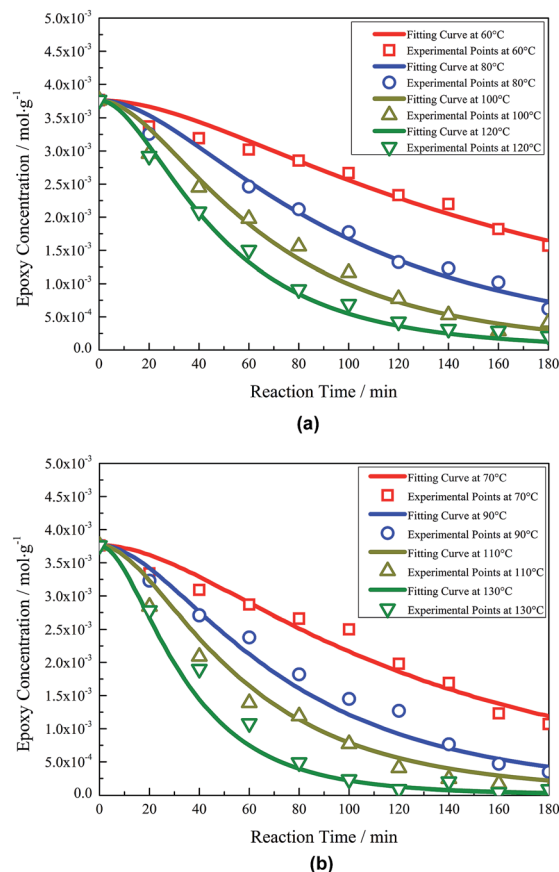 (a)
5.0x10⁻³
4.5x10⁻³
4.0x10⁻³
3.5x10⁻³
3.0x10⁻³
2.5x10⁻³
2.0x10⁻³
1.5x10⁻³
1.0x10⁻³
5.0x10⁻⁴
0.0
Epoxy Concentration / mol·g⁻¹
Fitting Curve at 60°C
Experimental Points at 60°C
Fitting Curve at 80°C
Experimental Points at 80°C
Fitting Curve at 100°C
Experimental Points at 100°C
Fitting Curve at 120°C
Experimental Points at 120°C
0 20 40 60 80 100 120 140 160 180
Reaction Time / min
(a)
5.0x10⁻³
4.5x10⁻³
4.0x10⁻³
3.5x10⁻³
3.0x10⁻³
2.5x10⁻³
2.0x10⁻³
1.5x10⁻³
1.0x10⁻³
5.0x10⁻⁴
0.0
Epoxy Concentration / mol·g⁻¹
Fitting Curve at 70°C
Experimental Points at 70°C
Fitting Curve at 90°C
Experimental Points at 90°C
Fitting Curve at 110°C
Experimental Points at 110°C
Fitting Curve at 130°C
Experimental Points at 130°C
0 20 40 60 80 100 120 140 160 180
Reaction Time / min
(b)